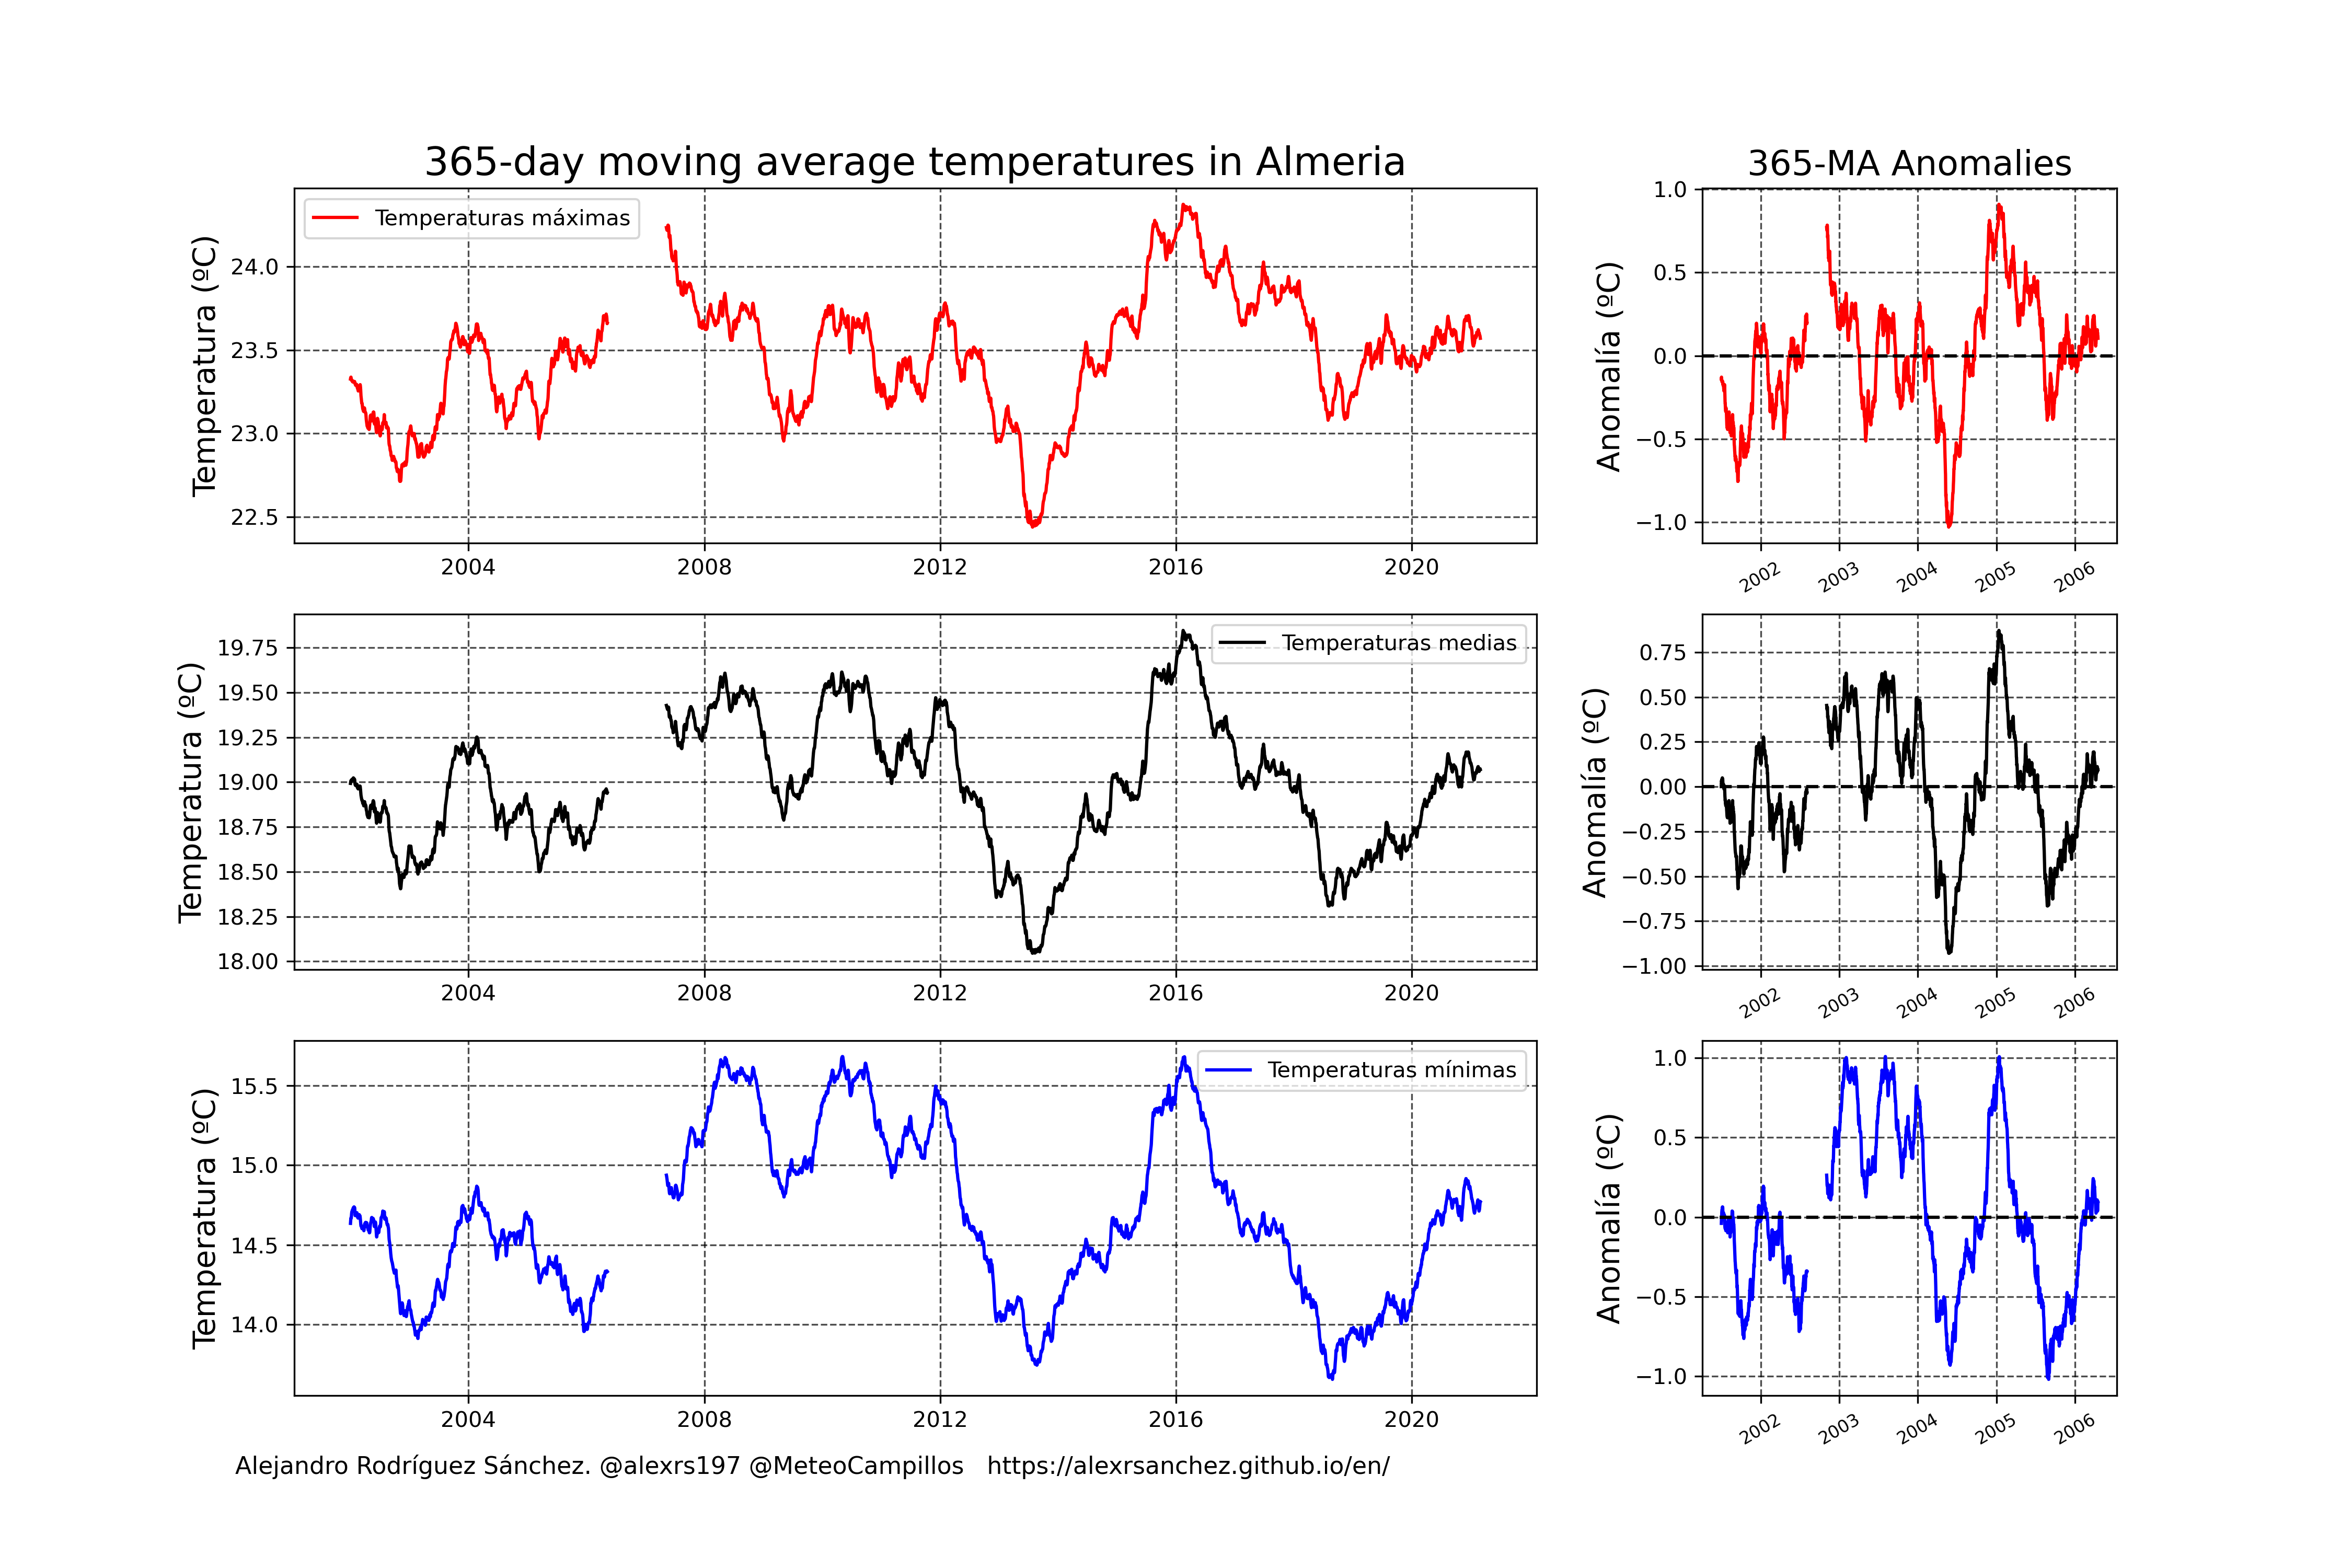 365-day moving average temperatures in Almeria
365-MA Anomalies
Temperatura (ºC)
24.0
23.5
23.0
22.5
Temperaturas máximas
2004 2008 2012 2016 2020
Anomalía (ºC)
1.0
0.5
0.0
−0.5
−1.0
2002 2003 2004 2005 2006
Temperatura (ºC)
19.75
19.50
19.25
19.00
18.75
18.50
18.25
18.00
Temperaturas medias
2004 2008 2012 2016 2020
Anomalía (ºC)
0.75
0.50
0.25
0.00
−0.25
−0.50
−0.75
−1.00
2002 2003 2004 2005 2006
Temperatura (ºC)
15.5
15.0
14.5
14.0
Temperaturas mínimas
2004 2008 2012 2016 2020
Anomalía (ºC)
1.0
0.5
0.0
−0.5
−1.0
2002 2003 2004 2005 2006
Alejandro Rodríguez Sánchez. @alexrs197 @MeteoCampillos https://alexrsanchez.github.io/en/